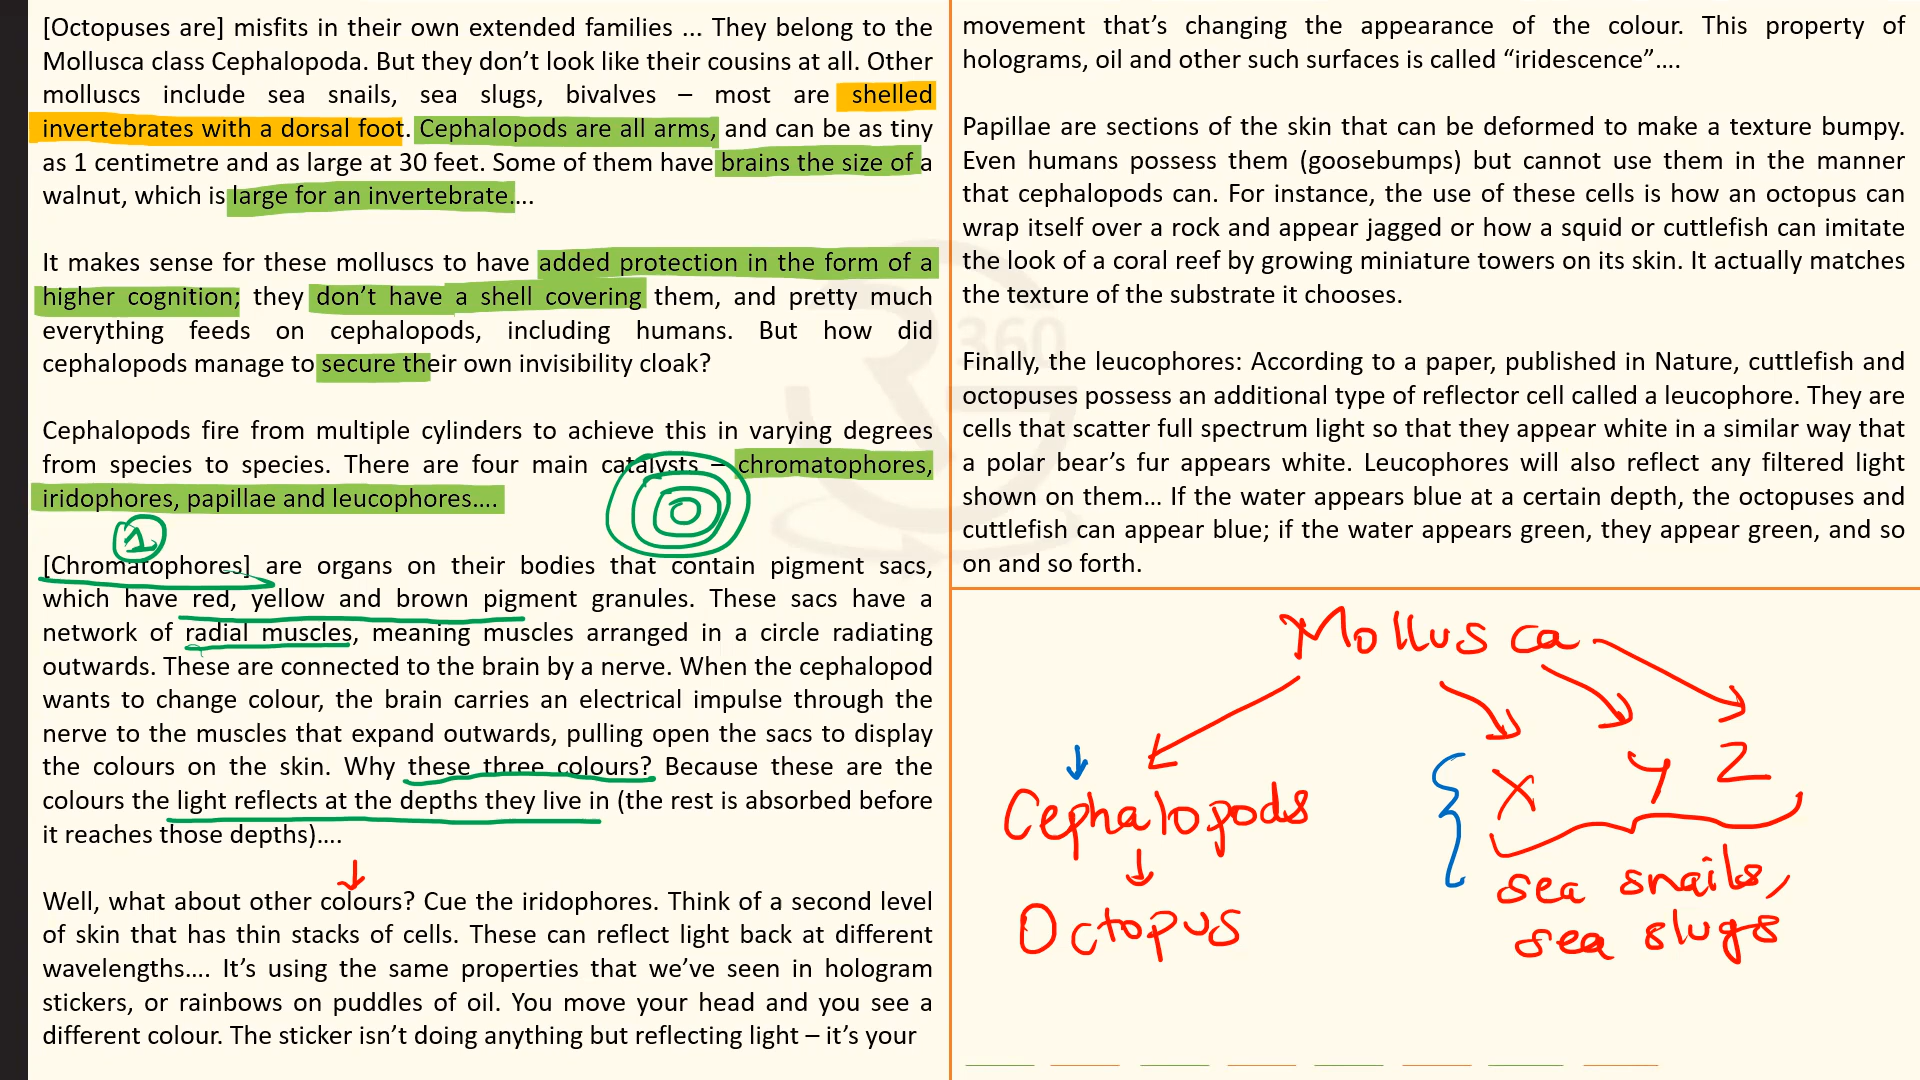 [Octopuses are] misfits in their own extended families ... They belong to the
Mollusca class Cephalopoda. But they don’t look like their cousins at all. Other
molluscs include sea snails, sea slugs, bivalves – most are shelled
invertebrates with a dorsal foot. Cephalopods are all arms, and can be as tiny
as 1 centimetre and as large at 30 feet. Some of them have brains the size of a
walnut, which is large for an invertebrate....
It makes sense for these molluscs to have added protection in the form of a
higher cognition; they don’t have a shell covering them, and pretty much
everything feeds on cephalopods, including humans. But how did
cephalopods manage to secure their own invisibility cloak?
Cephalopods fire from multiple cylinders to achieve this in varying degrees
from species to species. There are four main catalysts – chromatophores,
iridophores, papillae and leucophores....
1
[Chromatophores] are organs on their bodies that contain pigment sacs,
which have red, yellow and brown pigment granules. These sacs have a
network of radial muscles, meaning muscles arranged in a circle radiating
outwards. These are connected to the brain by a nerve. When the cephalopod
wants to change colour, the brain carries an electrical impulse through the
nerve to the muscles that expand outwards, pulling open the sacs to display
the colours on the skin. Why these three colours? Because these are the
colours the light reflects at the depths they live in (the rest is absorbed before
it reaches those depths)....
Well, what about other colours? Cue the iridophores. Think of a second level
of skin that has thin stacks of cells. These can reflect light back at different
wavelengths.... It’s using the same properties that we’ve seen in hologram
stickers, or rainbows on puddles of oil. You move your head and you see a
different colour. The sticker isn’t doing anything but reflecting light – it’s your
movement that’s changing the appearance of the colour. This property of
holograms, oil and other such surfaces is called “iridescence”....
Papillae are sections of the skin that can be deformed to make a texture bumpy.
Even humans possess them (goosebumps) but cannot use them in the manner
that cephalopods can. For instance, the use of these cells is how an octopus can
wrap itself over a rock and appear jagged or how a squid or cuttlefish can imitate
the look of a coral reef by growing miniature towers on its skin. It actually matches
the texture of the substrate it chooses.
360
Finally, the leucophores: According to a paper, published in Nature, cuttlefish and
octopuses possess an additional type of reflector cell called a leucophore. They are
cells that scatter full spectrum light so that they appear white in a similar way that
a polar bear’s fur appears white. Leucophores will also reflect any filtered light
shown on them... If the water appears blue at a certain depth, the octopuses and
cuttlefish can appear blue; if the water appears green, they appear green, and so
on and so forth.
Mollusca
Cephalopods
X Y Z
Octopus
sea snails,
sea slugs